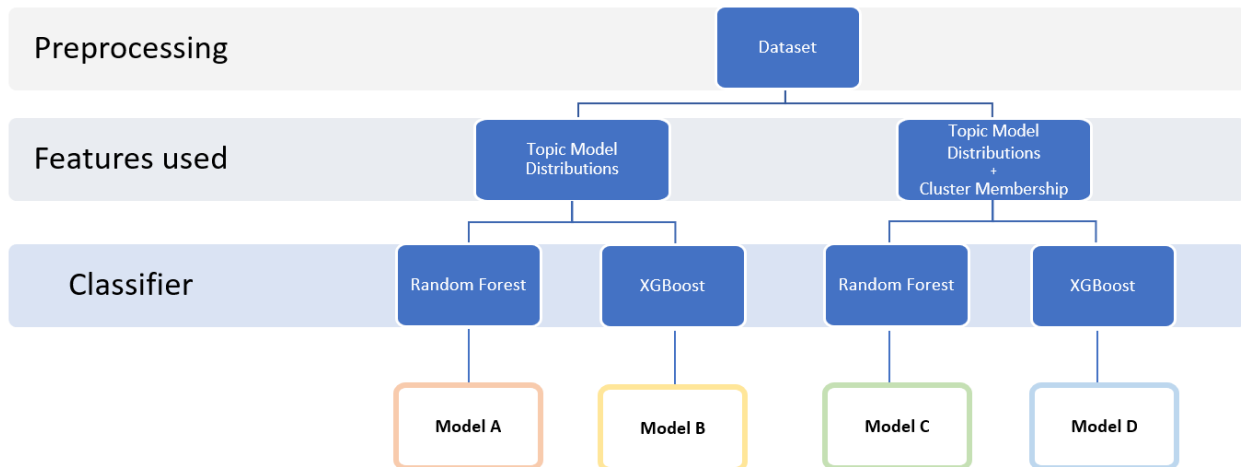 Preprocessing
Dataset
Features used
Topic Model
Distributions
Topic Model
Distributions
+
Cluster Membership
Classifier
Random Forest
XGBoost
Random Forest
XGBoost
Model A
Model B
Model C
Model D